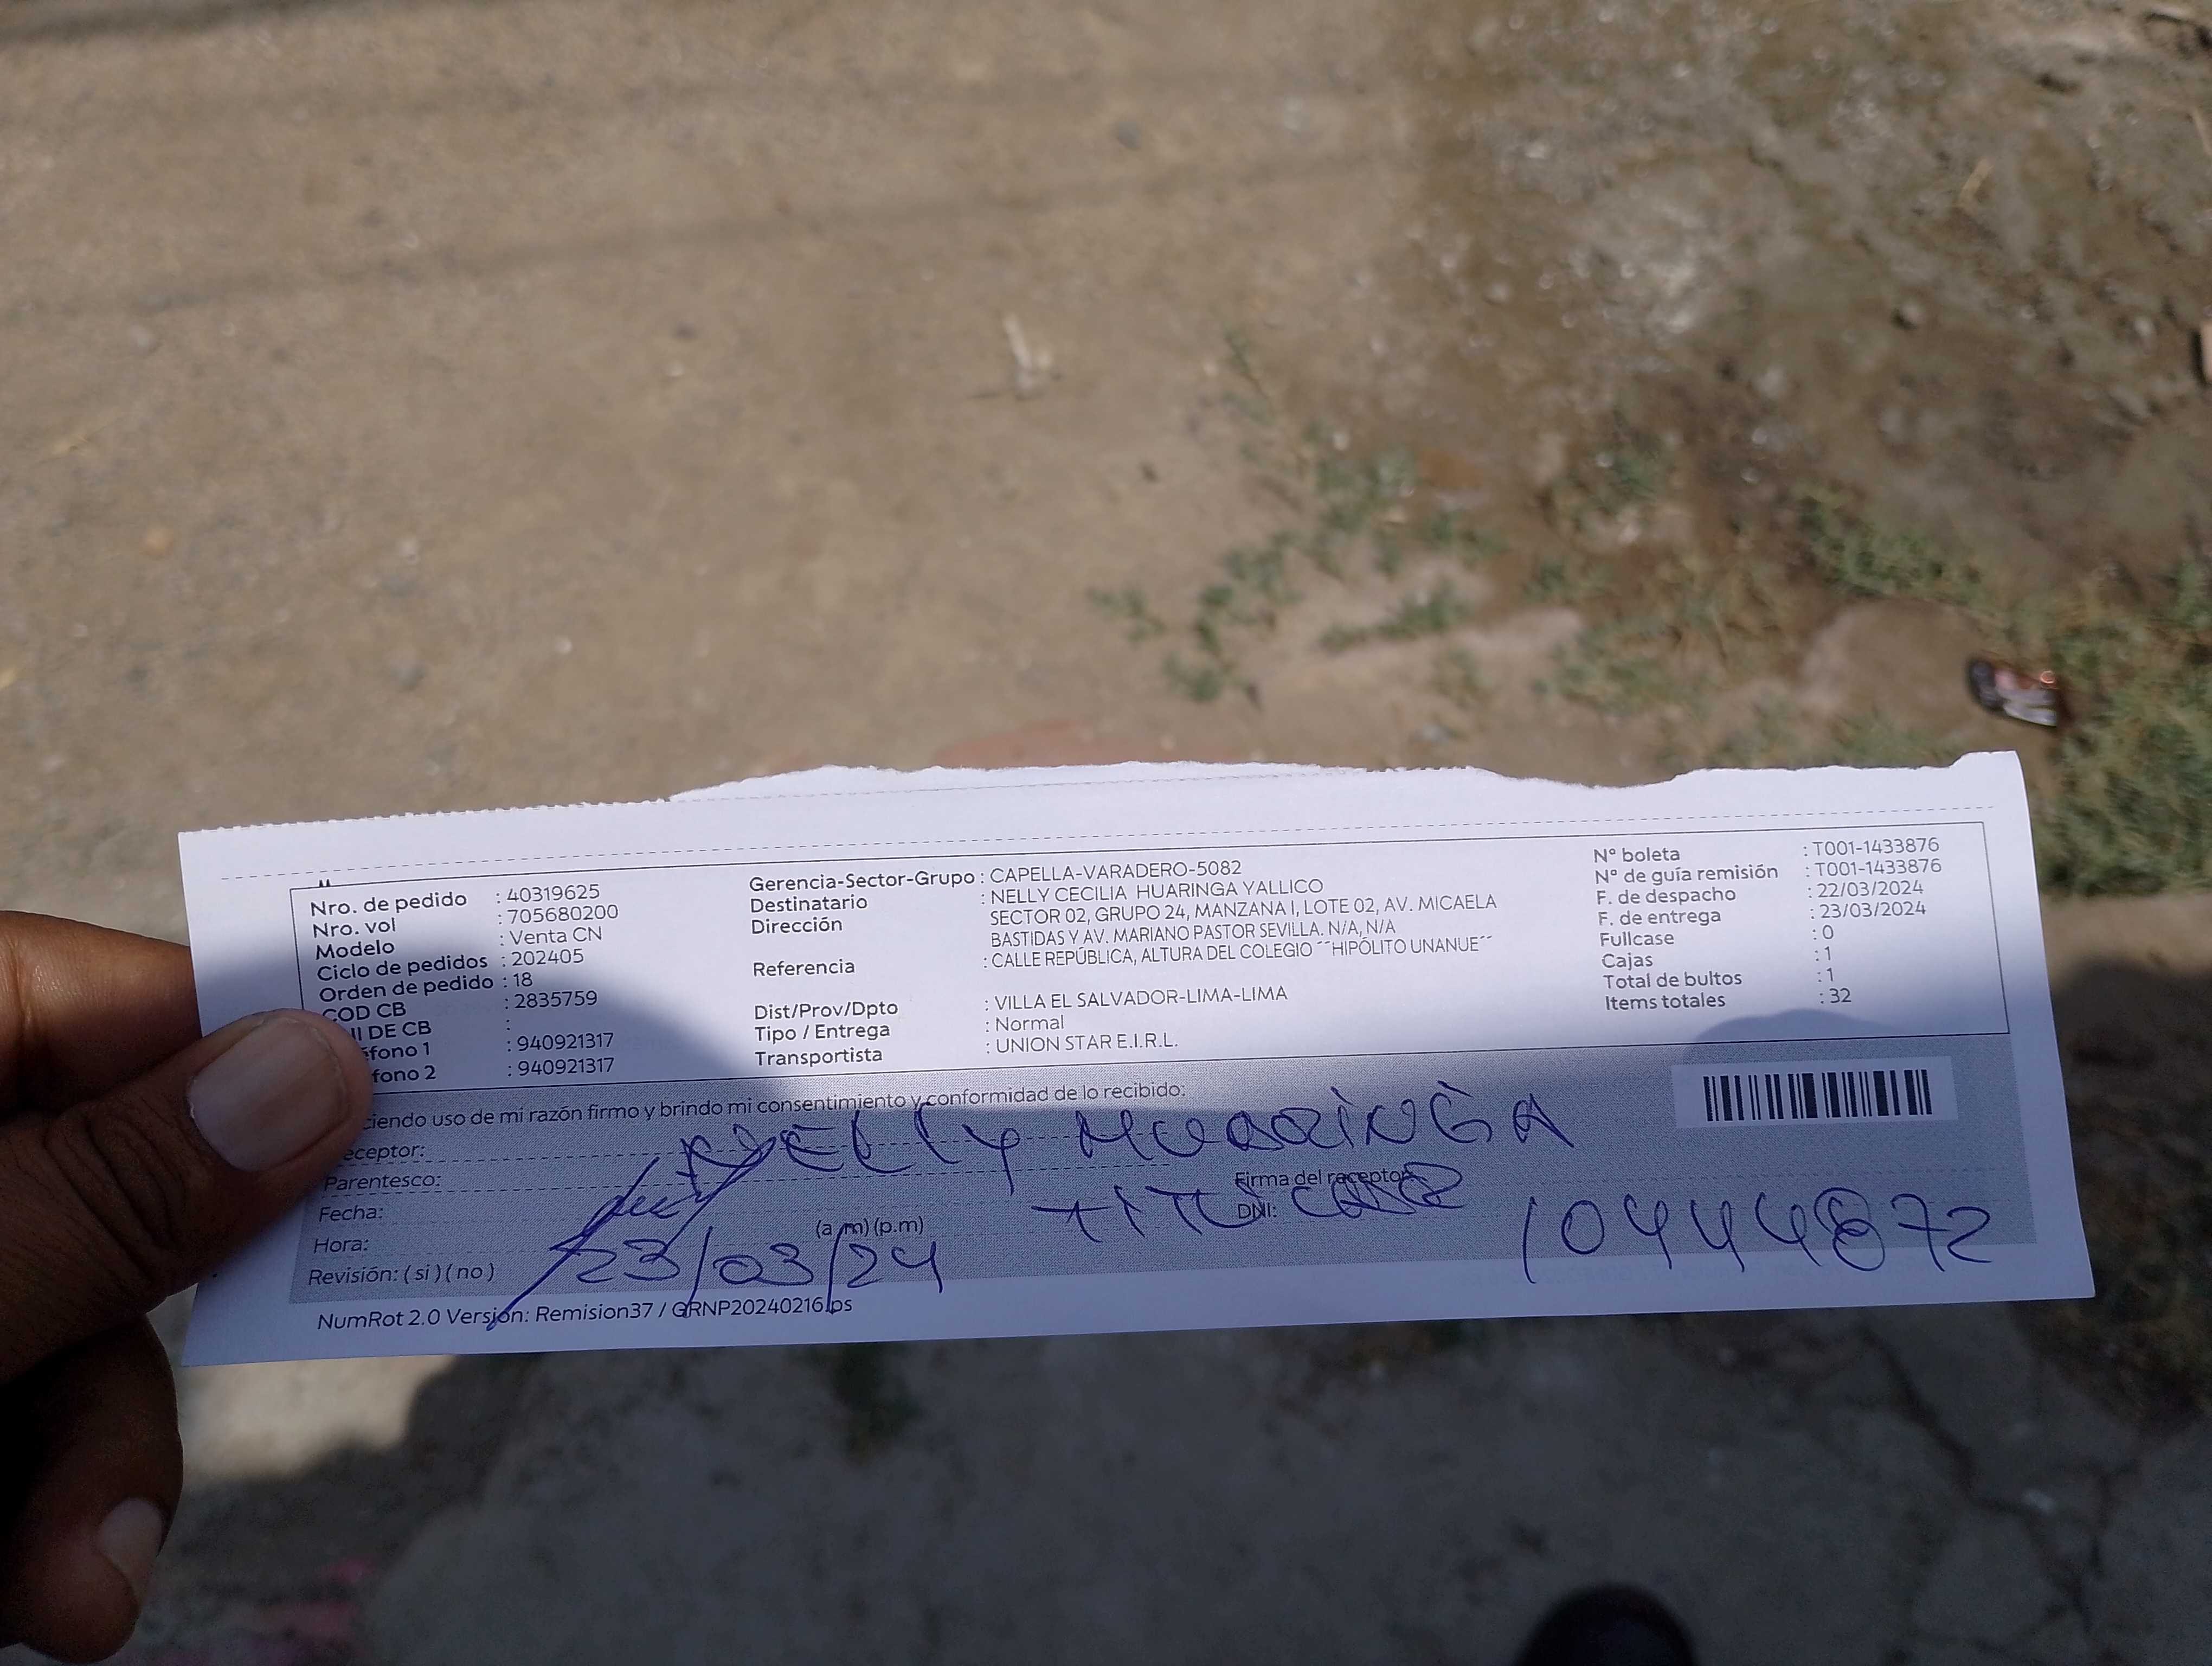 Nro. de pedido : 40319625
Nro. vol : 705680200
Modelo : Venta CN
Ciclo de pedidos : 202405
Orden de pedido : 18
COD CB : 2835759
DE CB :
fono 1 : 940921317
fono 2 : 940921317
Gerencia-Sector-Grupo : CAPELLA-VARADERO-5082
Destinatario : NELLY CECILIA HUARINGA YALLICO
Dirección SECTOR 02, GRUPO 24, MANZANA I, LOTE 02, AV. MICAELA
BASTIDAS Y AV. MARIANO PASTOR SEVILLA. N/A, N/A
Referencia : CALLE REPÚBLICA, ALTURA DEL COLEGIO ´´HIPÓLITO UNANUE´´
Dist/Prov/Dpto : VILLA EL SALVADOR-LIMA-LIMA
Tipo / Entrega : Normal
Transportista : UNION STAR E.I.R.L.
N° boleta : T001-1433876
N° de guía remisión : T001-1433876
F. de despacho : 22/03/2024
F. de entrega : 23/03/2024
Fullcase : 0
Cajas : 1
Total de bultos : 1
Items totales : 32
ciendo uso de mi razón firmo y brindo mi consentimiento y conformidad de lo recibido:
eceptor: NELLY HUARINGA
Parentesco: Firma del receptor
TITU
Fecha: DNI: 10444872
Hora: (a.m) (p.m)
23/03/24
Revisión: ( si ) ( no )
NumRot 2.0 Version: Remision37 / GRNP20240216.ps